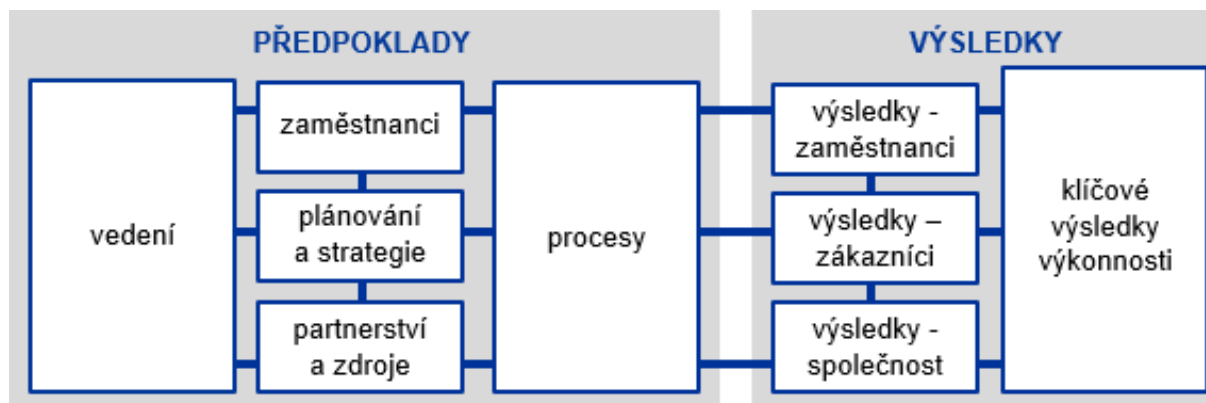 PŘEDPOKLADY
vedení
zaměstnanci
plánování
a strategie
partnerství
a zdroje
procesy
VÝSLEDKY
výsledky -
zaměstnanci
výsledky –
zákazníci
výsledky -
společnost
klíčové
výsledky
výkonnosti